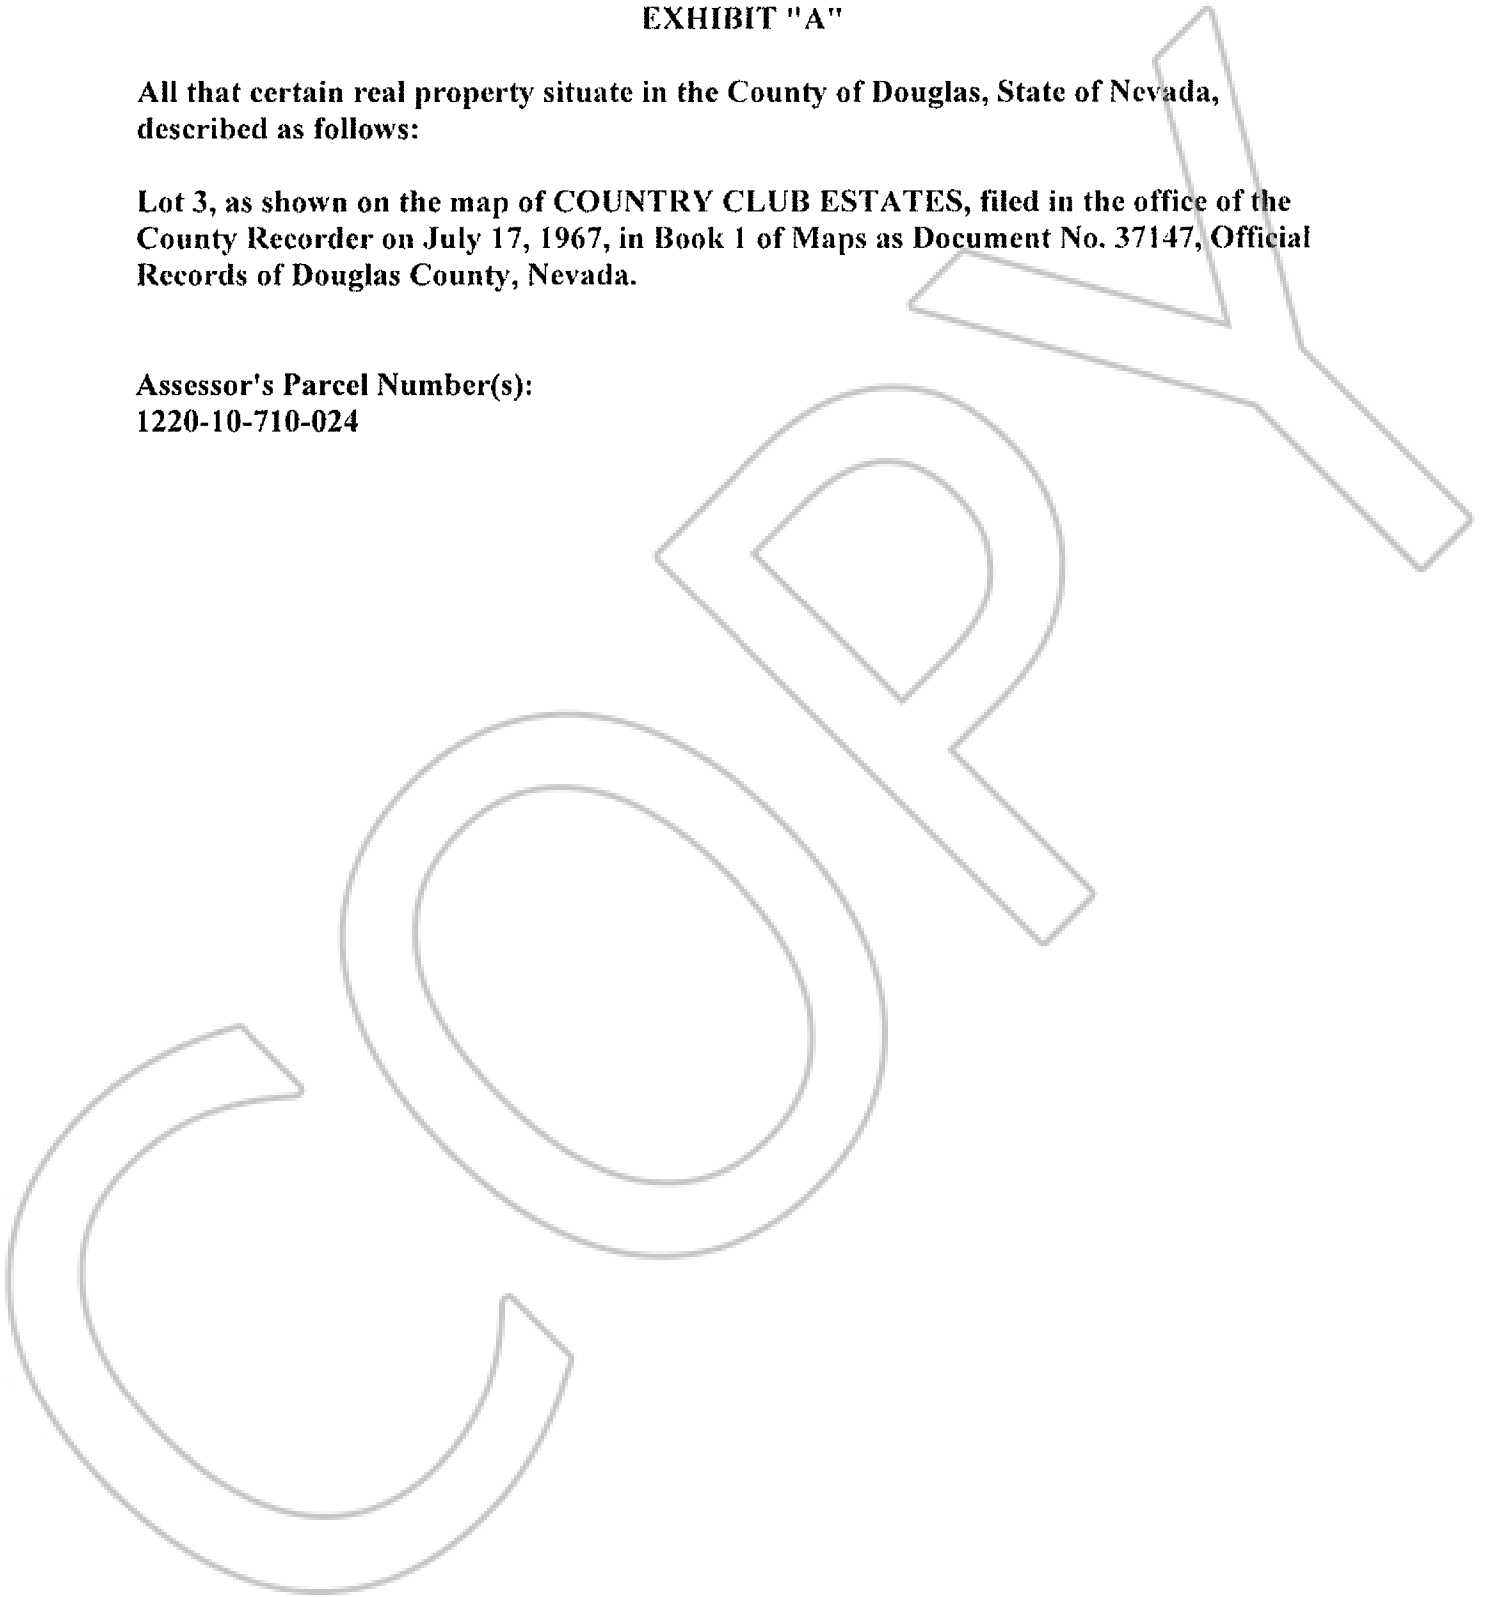 EXHIBIT "A"
All that certain real property situate in the County of Douglas, State of Nevada,
described as follows:
Lot 3, as shown on the map of COUNTRY CLUB ESTATES, filed in the office of the
County Recorder on July 17, 1967, in Book 1 of Maps as Document No. 37147, Official
Records of Douglas County, Nevada.
Assessor's Parcel Number(s):
1220-10-710-024
COPY